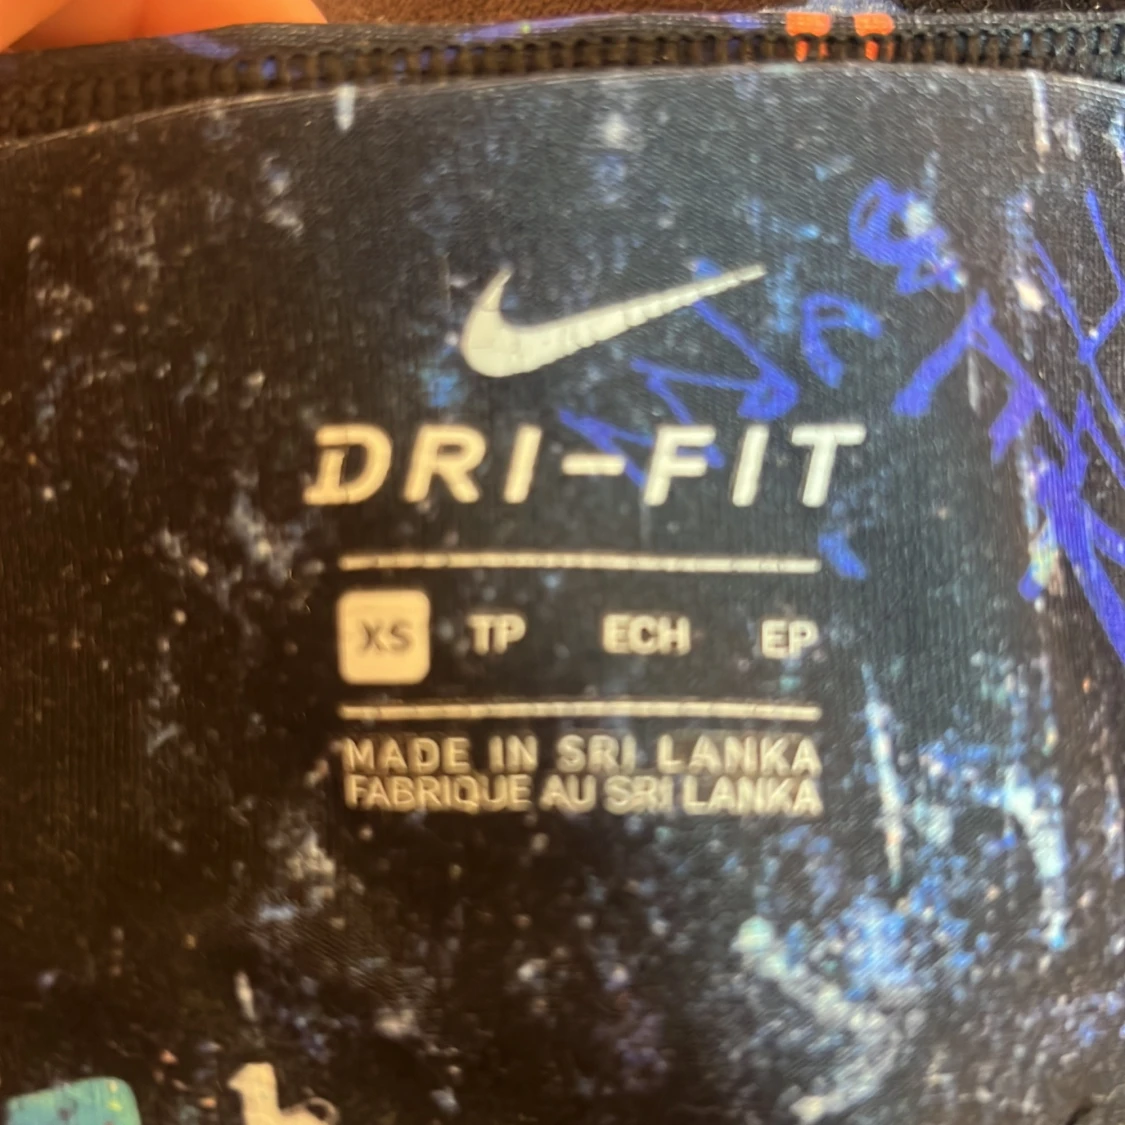 DRI-FIT
XS TP ECH EP
MADE IN SRI LANKA
FABRIQUE AU SRI LANKA